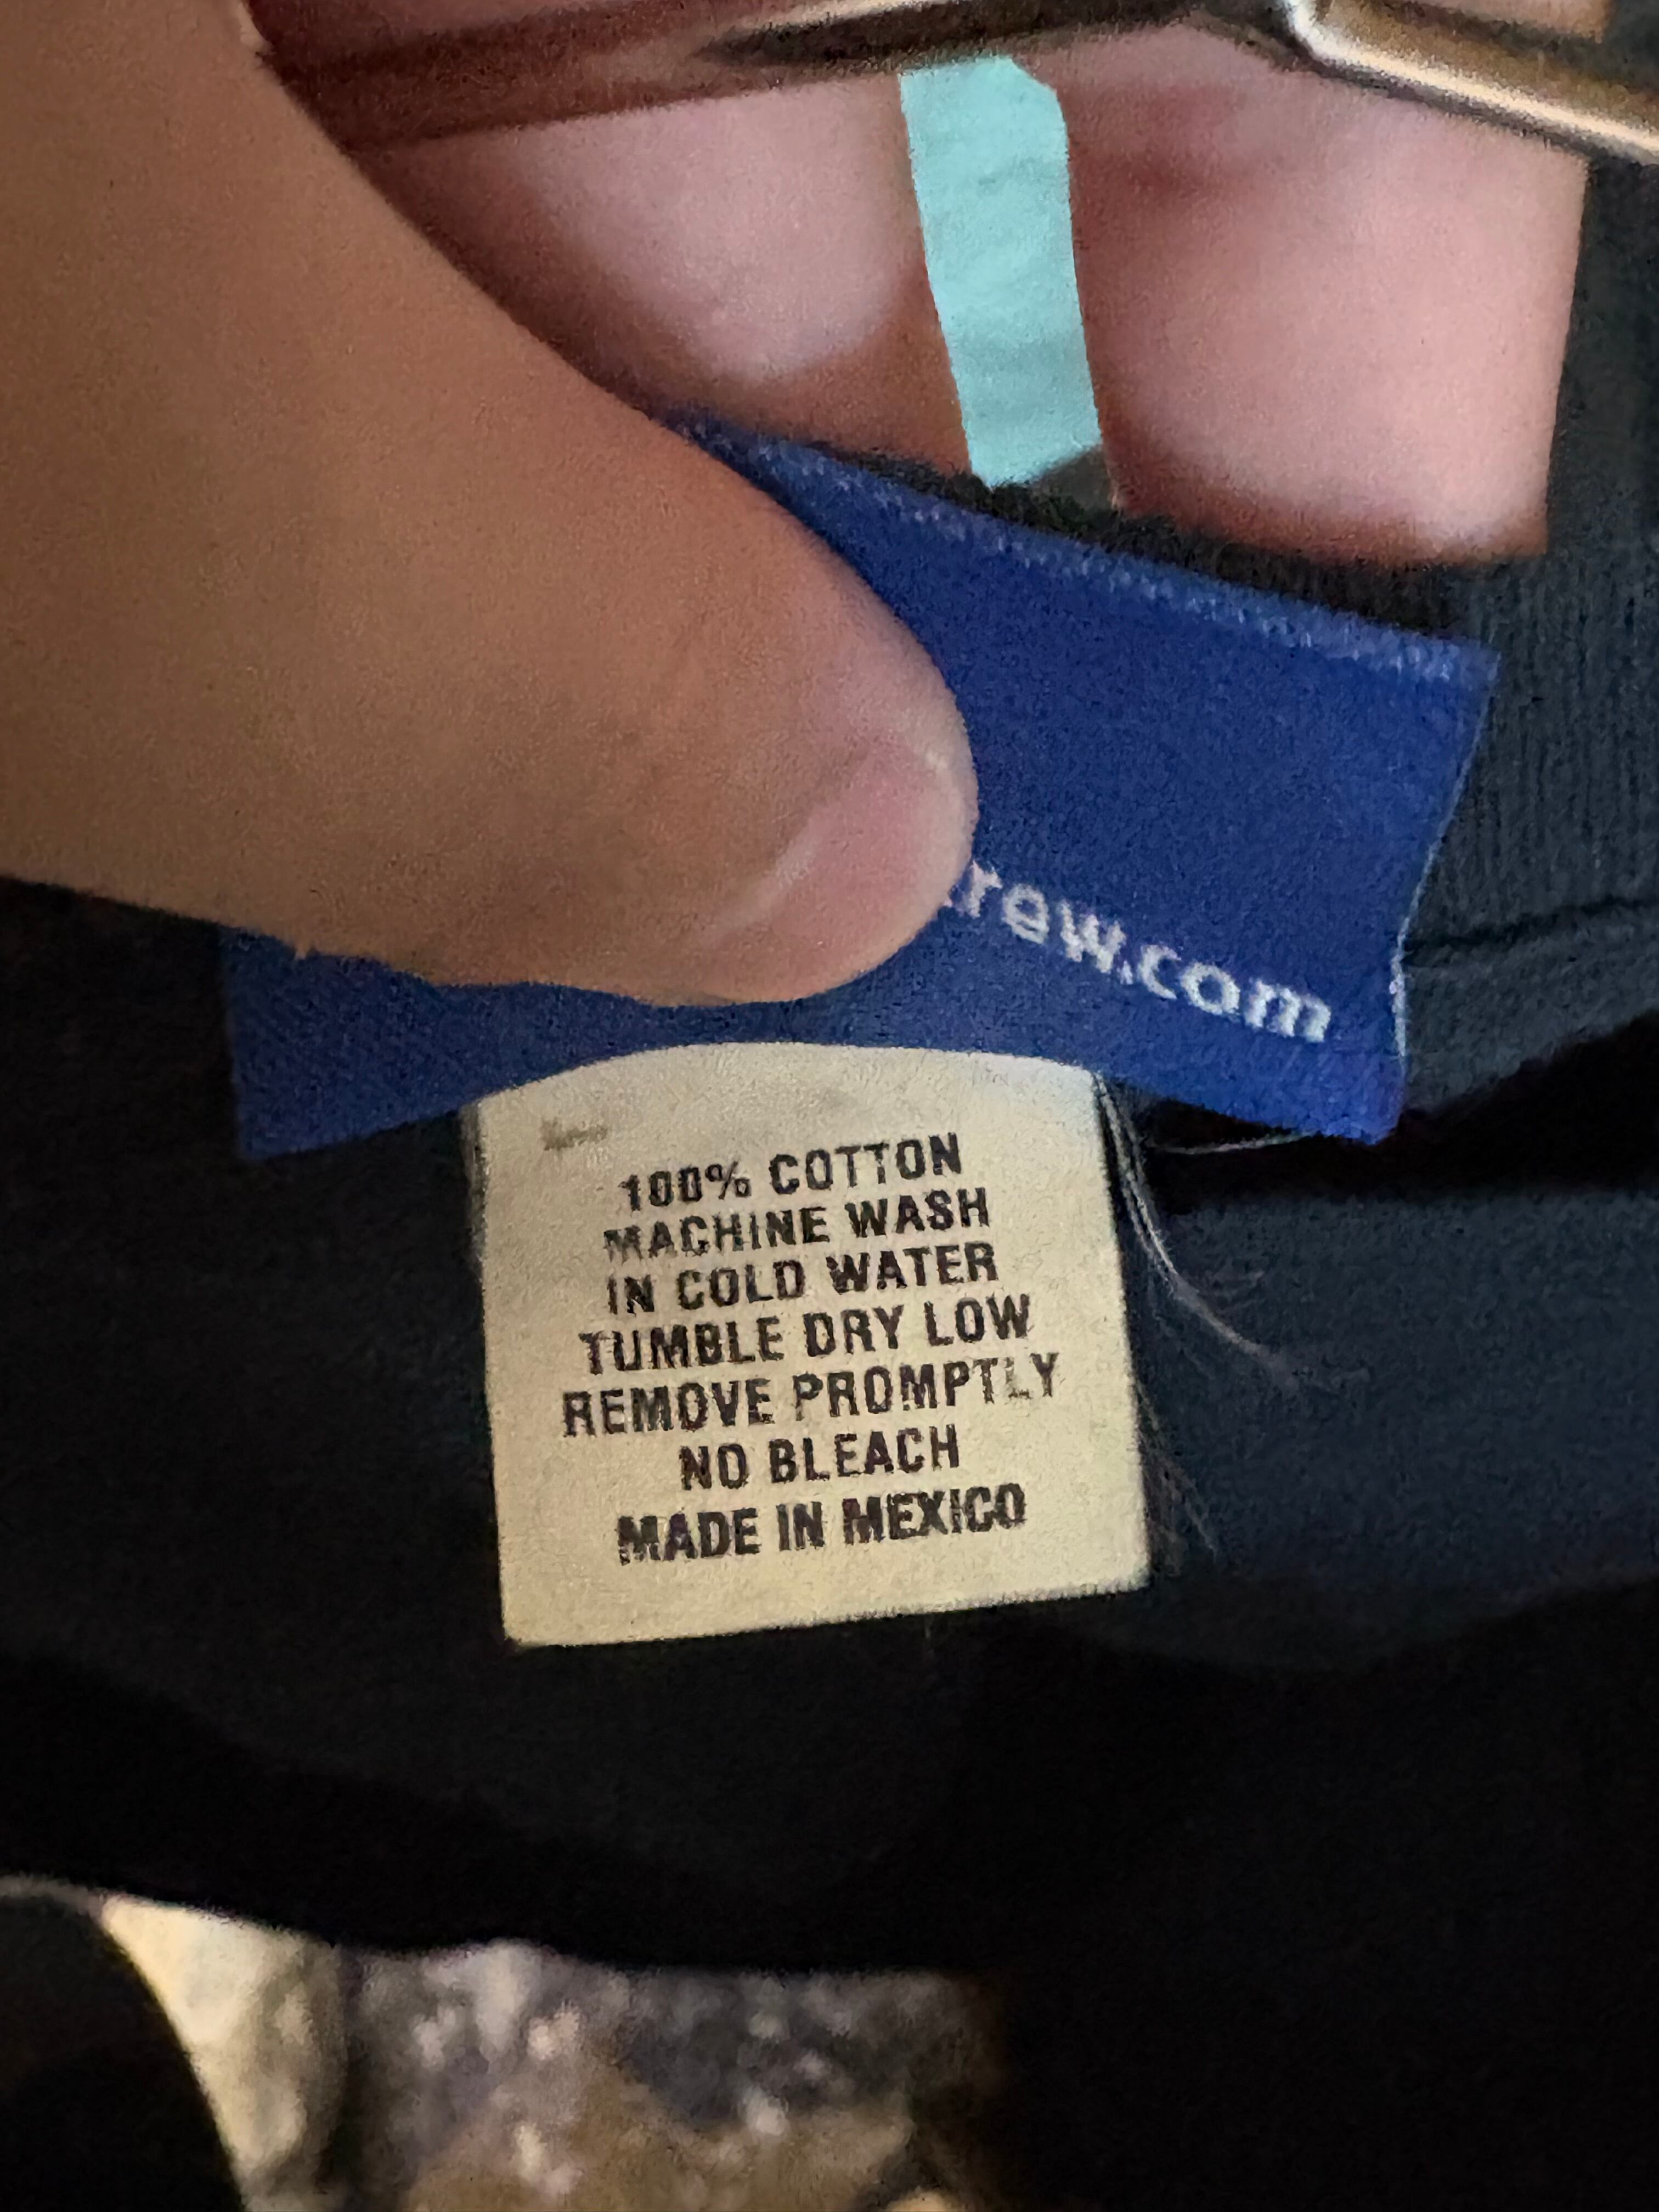 rew.com
100% COTTON
MACHINE WASH
IN COLD WATER
TUMBLE DRY LOW
REMOVE PROMPTLY
NO BLEACH
MADE IN MEXICO